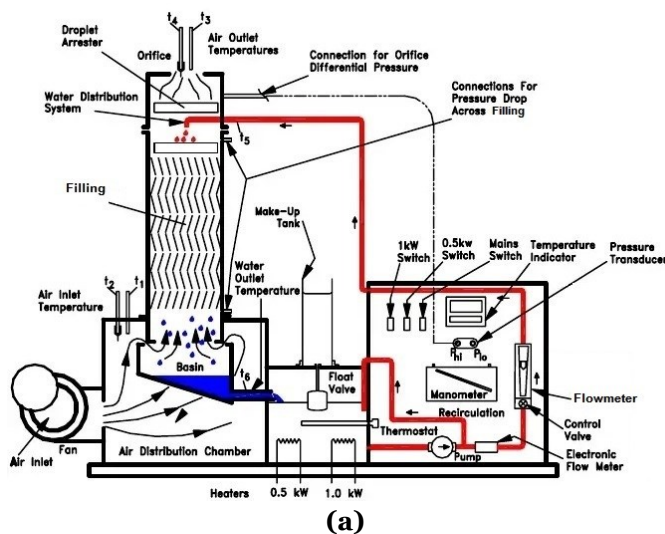 t4
t3
Droplet
Arrester
Orifice
Air Outlet
Temperatures
Connection for Orifice
Differential Pressure
Water Distribution
System
Connections For
Pressure Drop
Across Filling
t5
Filling
Make-Up
Tank
Mains
Switch
0.5kw
Switch
1kW
Switch
Temperature
Indicator
Pressure
Transducer
Water
Outlet
Temperature
Air Inlet
Temperature
t2
t1
Phi
Plo
Basin
t6
Float
Valve
Manometer
Flowmeter
Recirculation
Control
Valve
Thermostat
Air Inlet
Fan
Air Distribution Chamber
Pump
Electronic
Flow Meter
Heaters
0.5 kW
1.0 kW
(a)